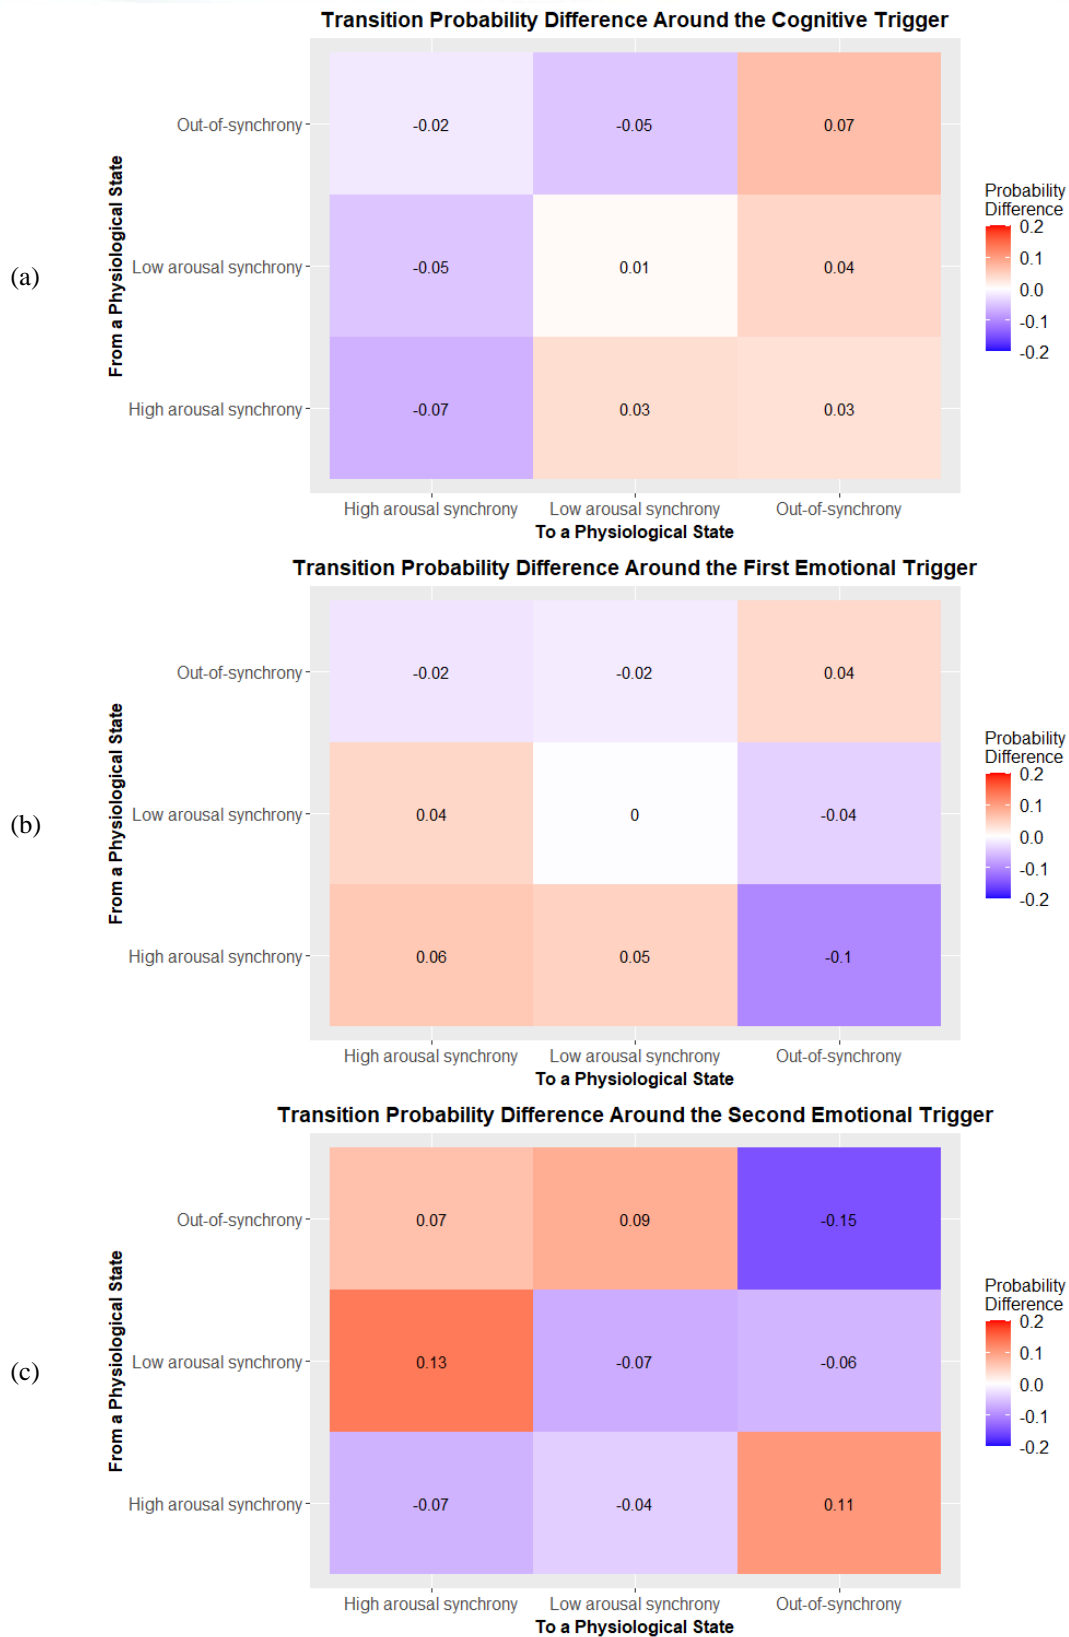 Transition Probability Difference Around the Cognitive Trigger
(a)
From a Physiological State
Out-of-synchrony
-0.02
-0.05
0.07
Low arousal synchrony
-0.05
0.01
0.04
High arousal synchrony
-0.07
0.03
0.03
High arousal synchrony
Low arousal synchrony
Out-of-synchrony
To a Physiological State
Probability
Difference
0.2
0.1
0.0
-0.1
-0.2
Transition Probability Difference Around the First Emotional Trigger
(b)
From a Physiological State
Out-of-synchrony
-0.02
-0.02
0.04
Low arousal synchrony
0.04
0
-0.04
High arousal synchrony
0.06
0.05
-0.1
High arousal synchrony
Low arousal synchrony
Out-of-synchrony
To a Physiological State
Probability
Difference
0.2
0.1
0.0
-0.1
-0.2
Transition Probability Difference Around the Second Emotional Trigger
(c)
From a Physiological State
Out-of-synchrony
0.07
0.09
-0.15
Low arousal synchrony
0.13
-0.07
-0.06
High arousal synchrony
-0.07
-0.04
0.11
High arousal synchrony
Low arousal synchrony
Out-of-synchrony
To a Physiological State
Probability
Difference
0.2
0.1
0.0
-0.1
-0.2